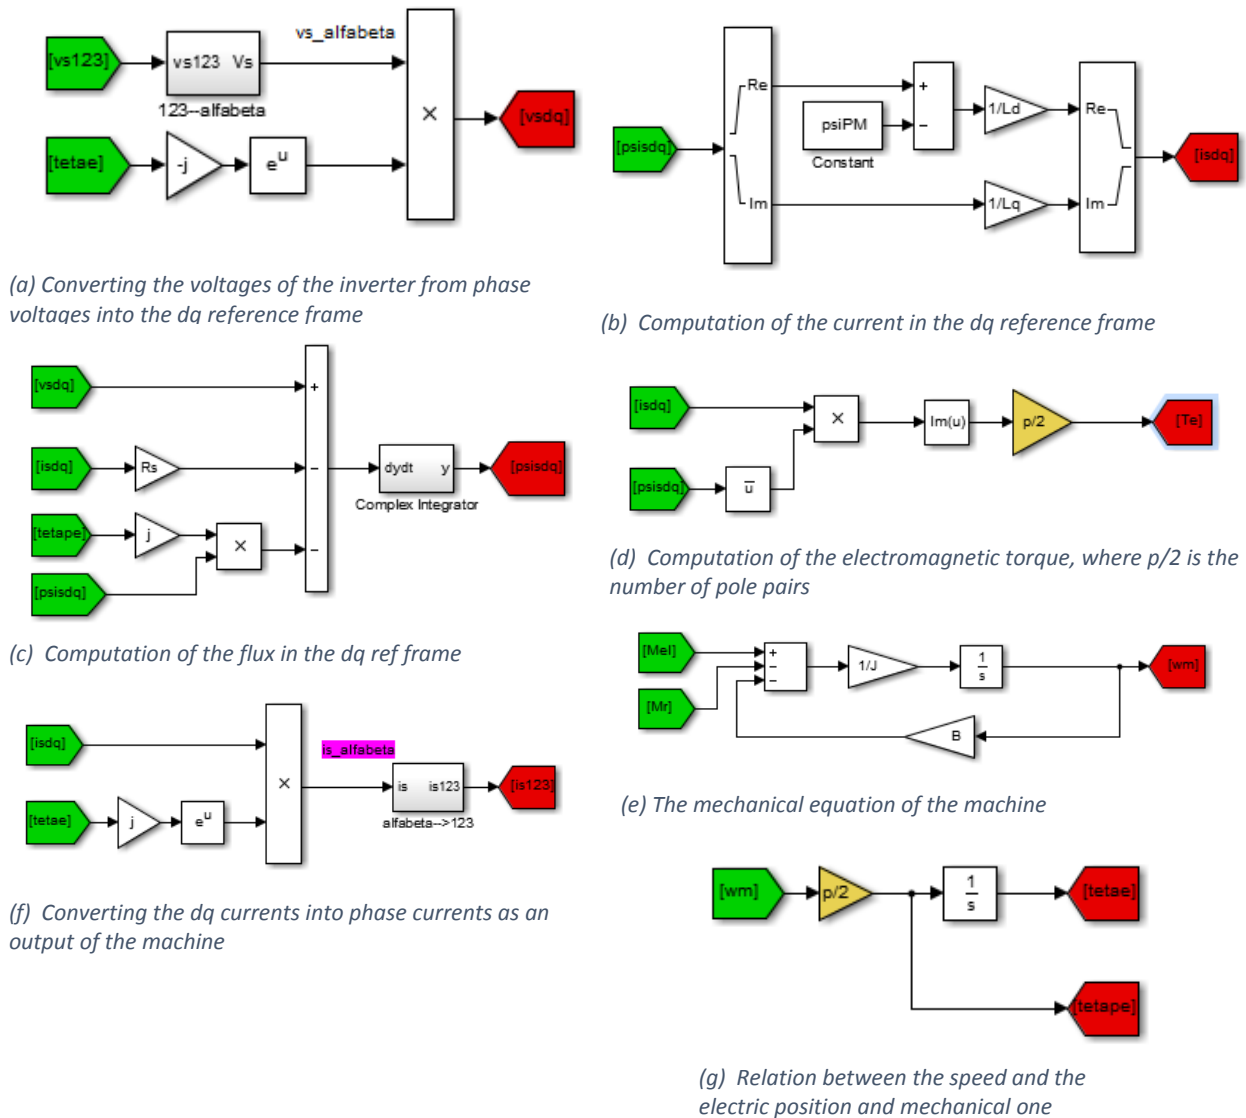 vs_alfabeta
[vs123]
vs123 Vs
123--alfabeta
×
[vsdq]
[tetae]
-j
e^u
(a) Converting the voltages of the inverter from phase
voltages into the dq reference frame
[psisdq]
Re
Im
psiPM
Constant
+
−
1/Ld
1/Lq
Re
Im
[isdq]
(b) Computation of the current in the dq reference frame
[vsdq]
[isdq]
Rs
[tetape]
j
×
[psisdq]
+
−
−
dydt y
Complex Integrator
[psisdq]
(c) Computation of the flux in the dq ref frame
[isdq]
[psisdq]
u̅
×
Im(u)
p/2
[Te]
(d) Computation of the electromagnetic torque, where p/2 is the
number of pole pairs
[Mel]
[Mr]
+
−
−
1/J
1
s
B
[wm]
(e) The mechanical equation of the machine
[isdq]
[tetae]
j
e^u
×
is_alfabeta
is is123
alfabeta-->123
[is123]
(f) Converting the dq currents into phase currents as an
output of the machine
[wm]
p/2
1
s
[tetae]
[tetape]
(g) Relation between the speed and the
electric position and mechanical one